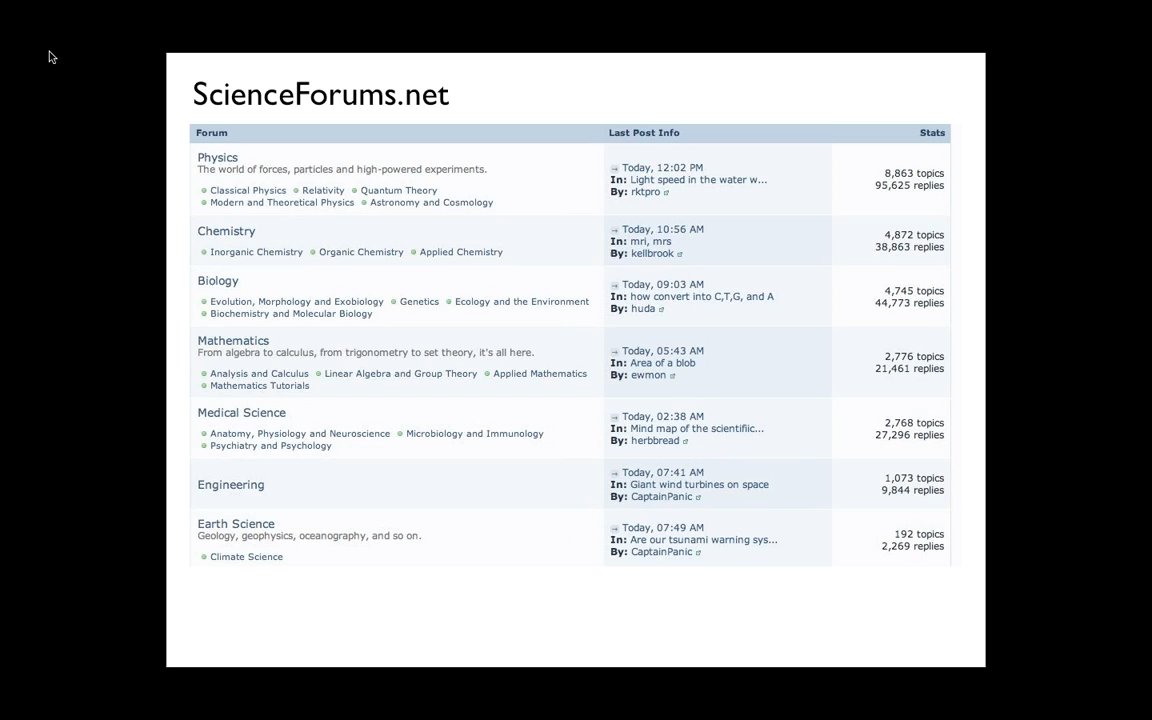 ScienceForums.net
Forum Last Post Info Stats
Physics
The world of forces, particles and high-powered experiments.
Classical Physics Relativity Quantum Theory
Modern and Theoretical Physics Astronomy and Cosmology
Today, 12:02 PM
In: Light speed in the water w...
By: rktpro
8,863 topics
95,625 replies
Chemistry
Inorganic Chemistry Organic Chemistry Applied Chemistry
Today, 10:56 AM
In: mri, mrs
By: kellbrook
4,872 topics
38,863 replies
Biology
Evolution, Morphology and Exobiology Genetics Ecology and the Environment
Biochemistry and Molecular Biology
Today, 09:03 AM
In: how convert into C,T,G, and A
By: huda
4,745 topics
44,773 replies
Mathematics
From algebra to calculus, from trigonometry to set theory, it's all here.
Analysis and Calculus Linear Algebra and Group Theory Applied Mathematics
Mathematics Tutorials
Today, 05:43 AM
In: Area of a blob
By: ewmon
2,776 topics
21,461 replies
Medical Science
Anatomy, Physiology and Neuroscience Microbiology and Immunology
Psychiatry and Psychology
Today, 02:38 AM
In: Mind map of the scientifiic...
By: herbbread
2,768 topics
27,296 replies
Engineering
Today, 07:41 AM
In: Giant wind turbines on space
By: CaptainPanic
1,073 topics
9,844 replies
Earth Science
Geology, geophysics, oceanography, and so on.
Climate Science
Today, 07:49 AM
In: Are our tsunami warning sys...
By: CaptainPanic
192 topics
2,269 replies